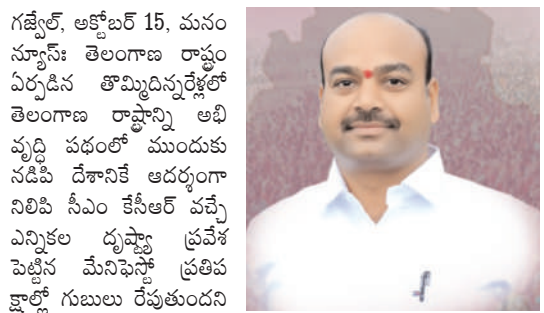 గజ్వేల్, అక్టోబర్ 15, మనం
న్యూస్: తెలంగాణ రాష్ట్రం
ఏర్పడిన తొమ్మిదిన్నరేళ్లలో
తెలంగాణ రాష్ట్రాన్ని అభి
వృద్ధి పథంలో ముందుకు
నడిపి దేశానికే ఆదర్శంగా
నిలిపి సీఎం కేసీఆర్ వచ్చే
ఎన్నికల దృష్ట్యా ప్రవేశ
పెట్టిన మేనిఫెస్టో ప్రతిప
క్షాల్లో గుబులు రేపుతుందని